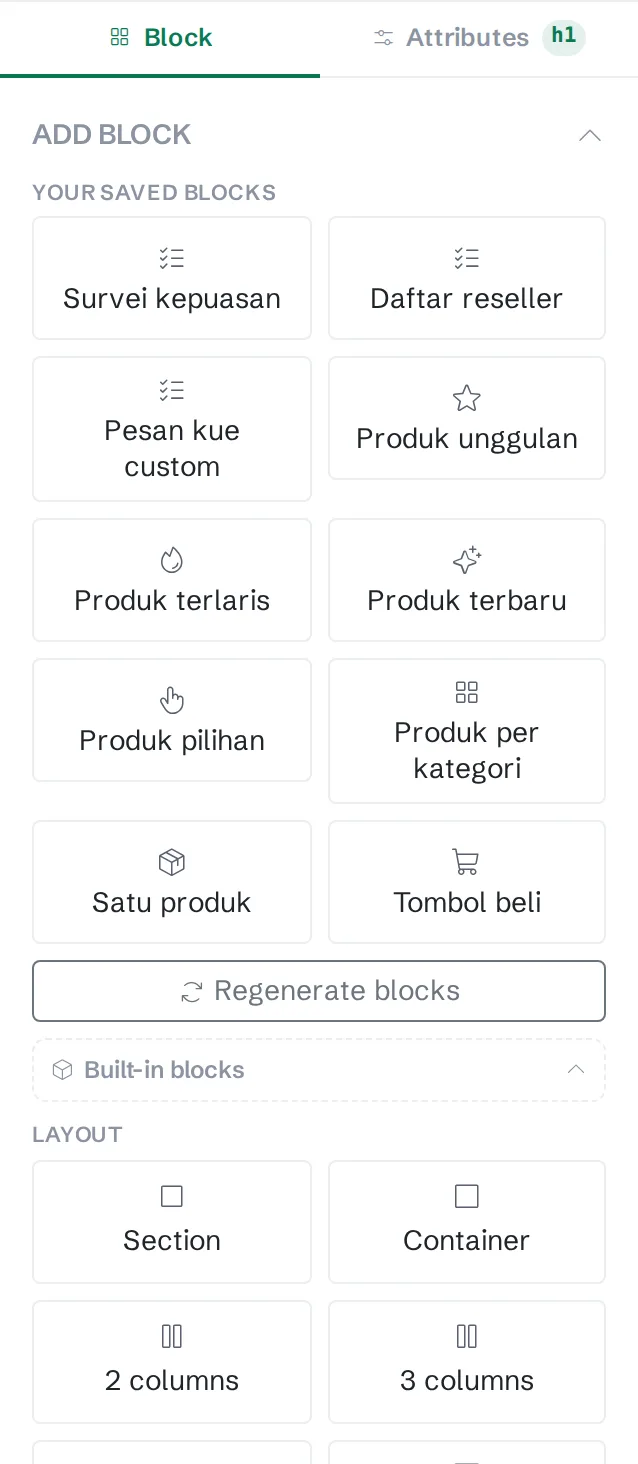 Block
Attributes h1
ADD BLOCK
YOUR SAVED BLOCKS
Survei kepuasan
Daftar reseller
Pesan kue
custom
Produk unggulan
Produk terlaris
Produk terbaru
Produk pilihan
Produk per
kategori
Satu produk
Tombol beli
Regenerate blocks
Built-in blocks
LAYOUT
Section
Container
2 columns
3 columns